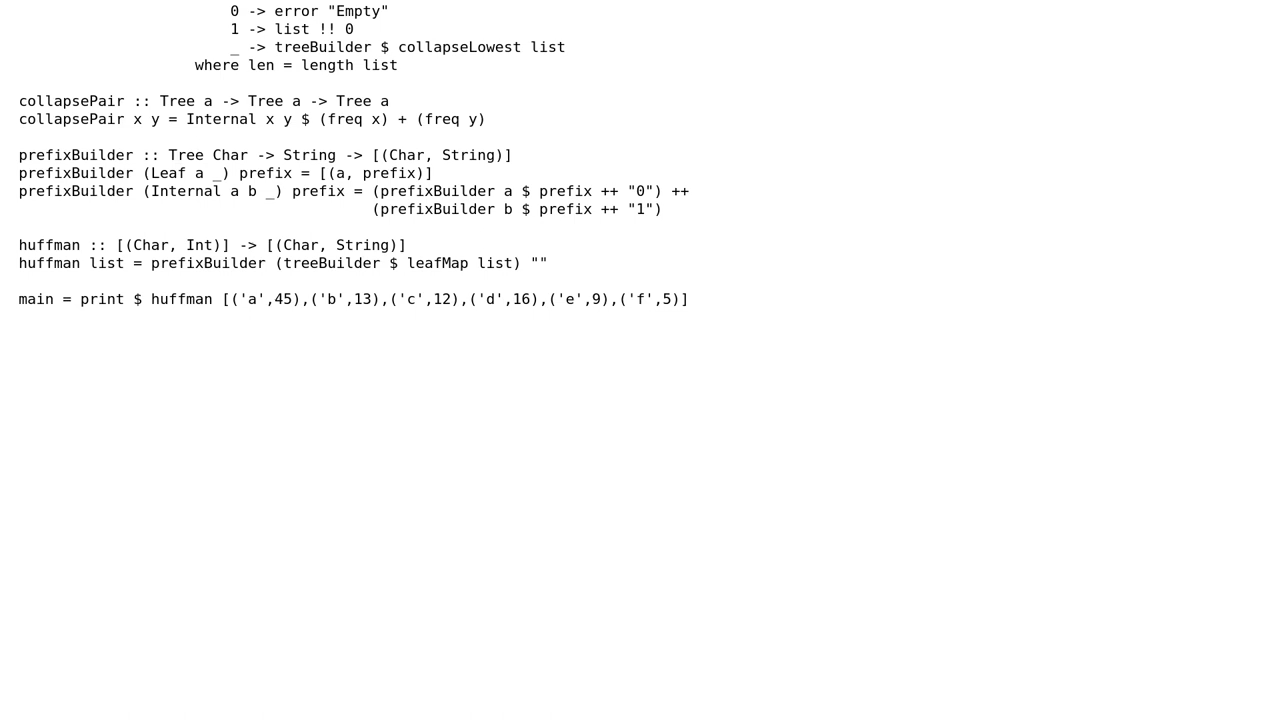 0 -> error "Empty"
                        1 -> list !! 0
                        _ -> treeBuilder $ collapseLowest list
                    where len = length list

collapsePair :: Tree a -> Tree a -> Tree a
collapsePair x y = Internal x y $ (freq x) + (freq y)

prefixBuilder :: Tree Char -> String -> [(Char, String)]
prefixBuilder (Leaf a _) prefix = [(a, prefix)]
prefixBuilder (Internal a b _) prefix = (prefixBuilder a $ prefix ++ "0") ++
                                        (prefixBuilder b $ prefix ++ "1")

huffman :: [(Char, Int)] -> [(Char, String)]
huffman list = prefixBuilder (treeBuilder $ leafMap list) ""

main = print $ huffman [('a',45),('b',13),('c',12),('d',16),('e',9),('f',5)]